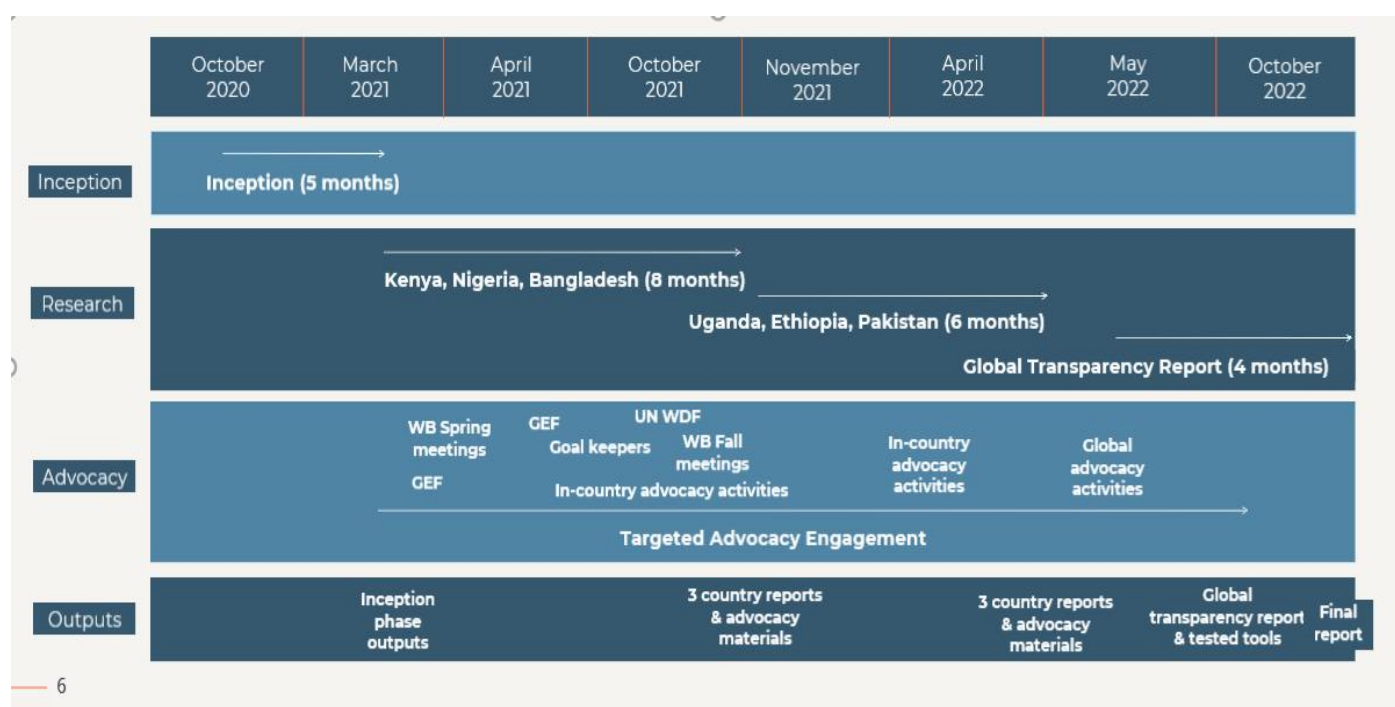 October
2020
March
2021
April
2021
October
2021
November
2021
April
2022
May
2022
October
2022
Inception
Inception (5 months)
Research
Kenya, Nigeria, Bangladesh (8 months)
Uganda, Ethiopia, Pakistan (6 months)
Global Transparency Report (4 months)
Advocacy
WB Spring
meetings
GEF
GEF
Goal keepers
UN WDF
WB Fall
meetings
In-country advocacy activities
In-country
advocacy
activities
Global
advocacy
activities
Targeted Advocacy Engagement
Outputs
Inception
phase
outputs
3 country reports
& advocacy
materials
3 country reports
& advocacy
materials
Global
transparency report
& tested tools
Final
report
6